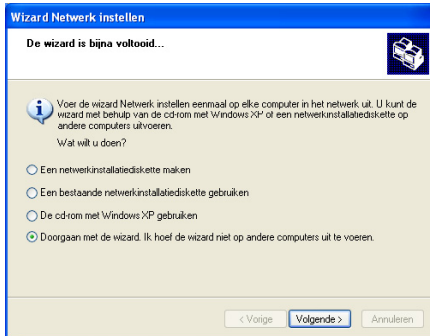 Wizard Netwerk instellen
De wizard is bijna voltooid...
Voer de wizard Netwerk instellen eenmaal op elke computer in het netwerk uit. U kunt de
wizard met behulp van de cd-rom met Windows XP of een netwerkinstallatiediskette op
andere computers uitvoeren.
Wat wilt u doen?
Een netwerkinstallatiediskette maken
Een bestaande netwerkinstallatiediskette gebruiken
De cd-rom met Windows XP gebruiken
Doorgaan met de wizard. Ik hoef de wizard niet op andere computers uit te voeren.
< Vorige Volgende > Annuleren